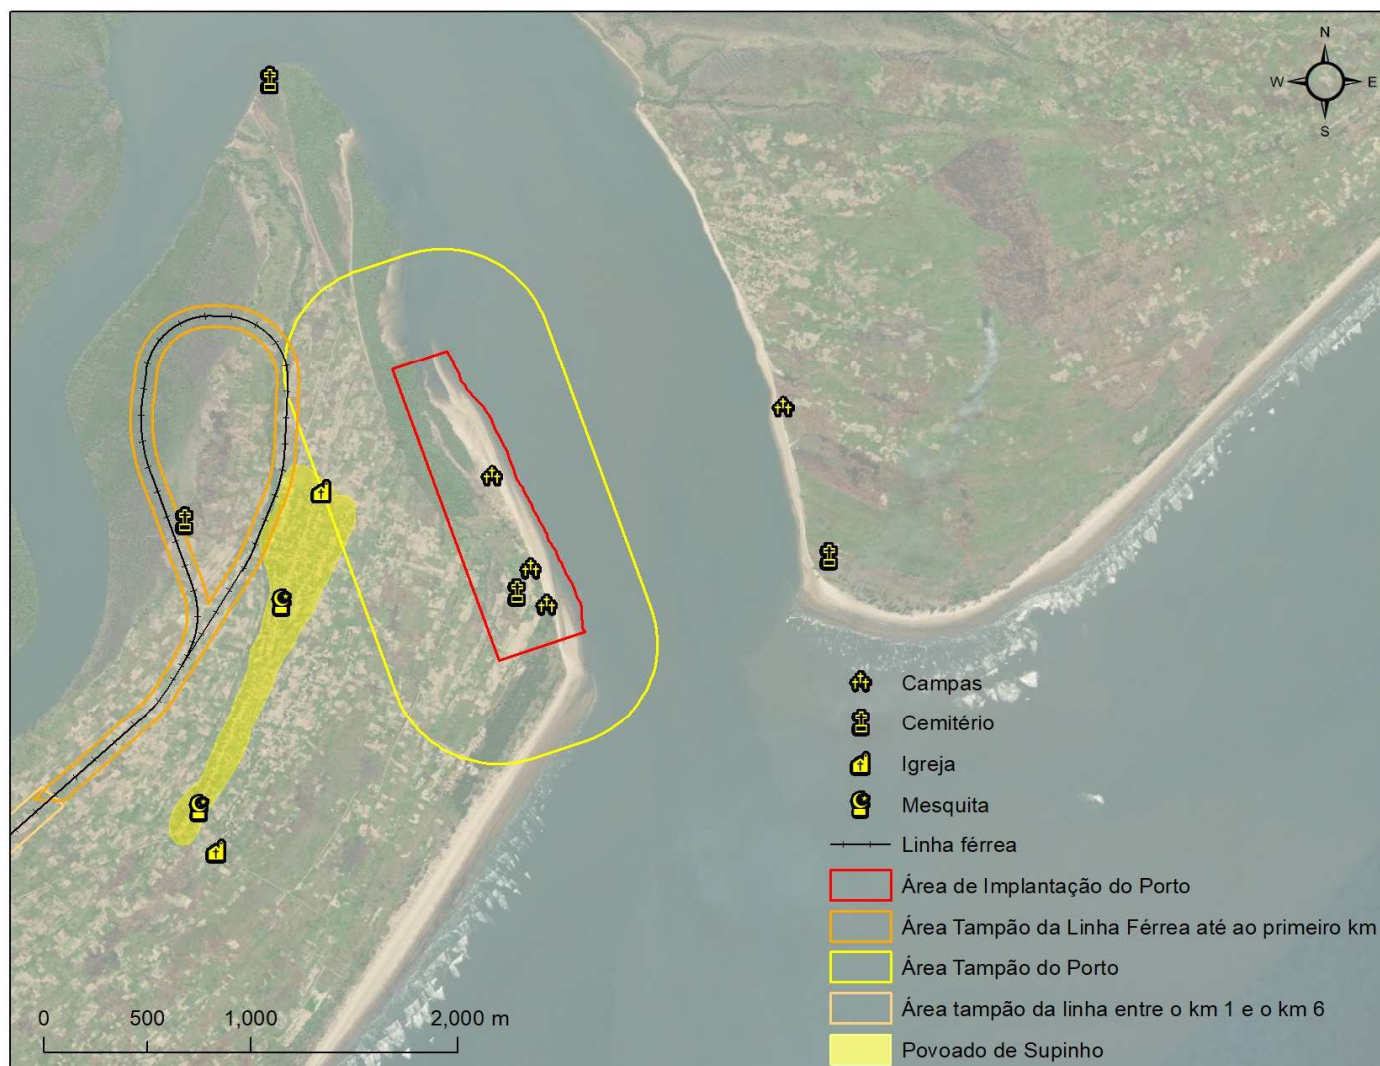 N
W E
S
Campas
Cemitério
Igreja
Mesquita
Linha férrea
Área de Implantação do Porto
Área Tampão da Linha Férrea até ao primeiro km
Área Tampão do Porto
Área tampão da linha entre o km 1 e o km 6
Povoado de Supinho
0 500 1,000 2,000 m